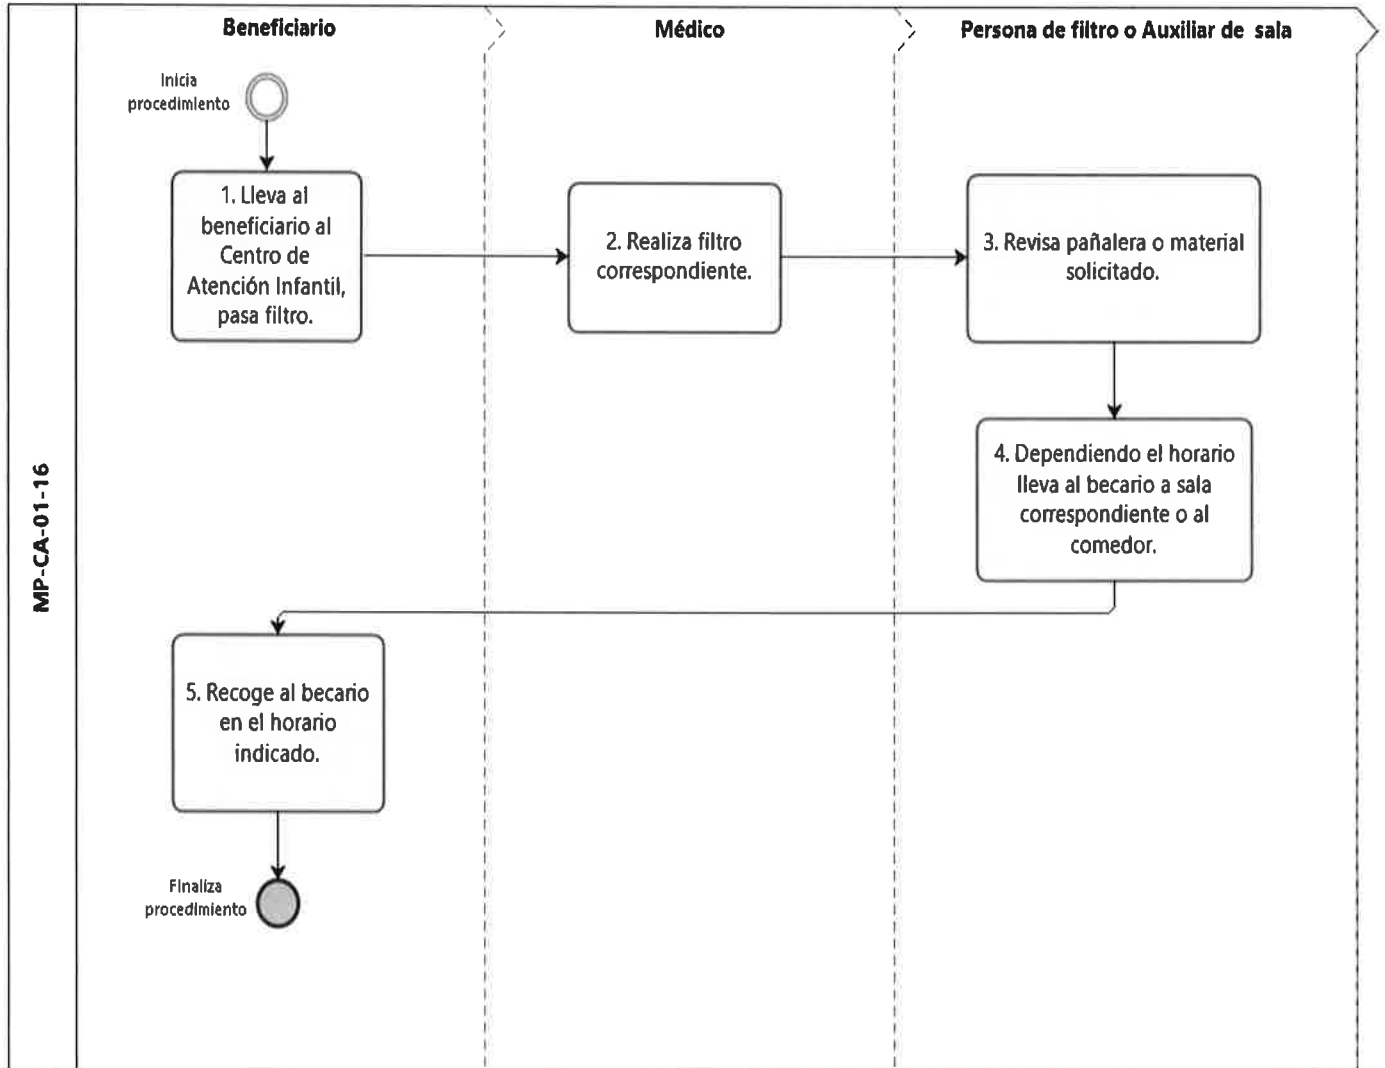 Beneficiario
Médico
Persona de filtro o Auxiliar de sala
MP-CA-01-16
Inicia
procedimiento
1. Lleva al
beneficiario al
Centro de
Atención Infantil,
pasa filtro.
2. Realiza filtro
correspondiente.
3. Revisa pañalera o material
solicitado.
4. Dependiendo el horario
lleva al becario a sala
correspondiente o al
comedor.
5. Recoge al becario
en el horario
indicado.
Finaliza
procedimiento